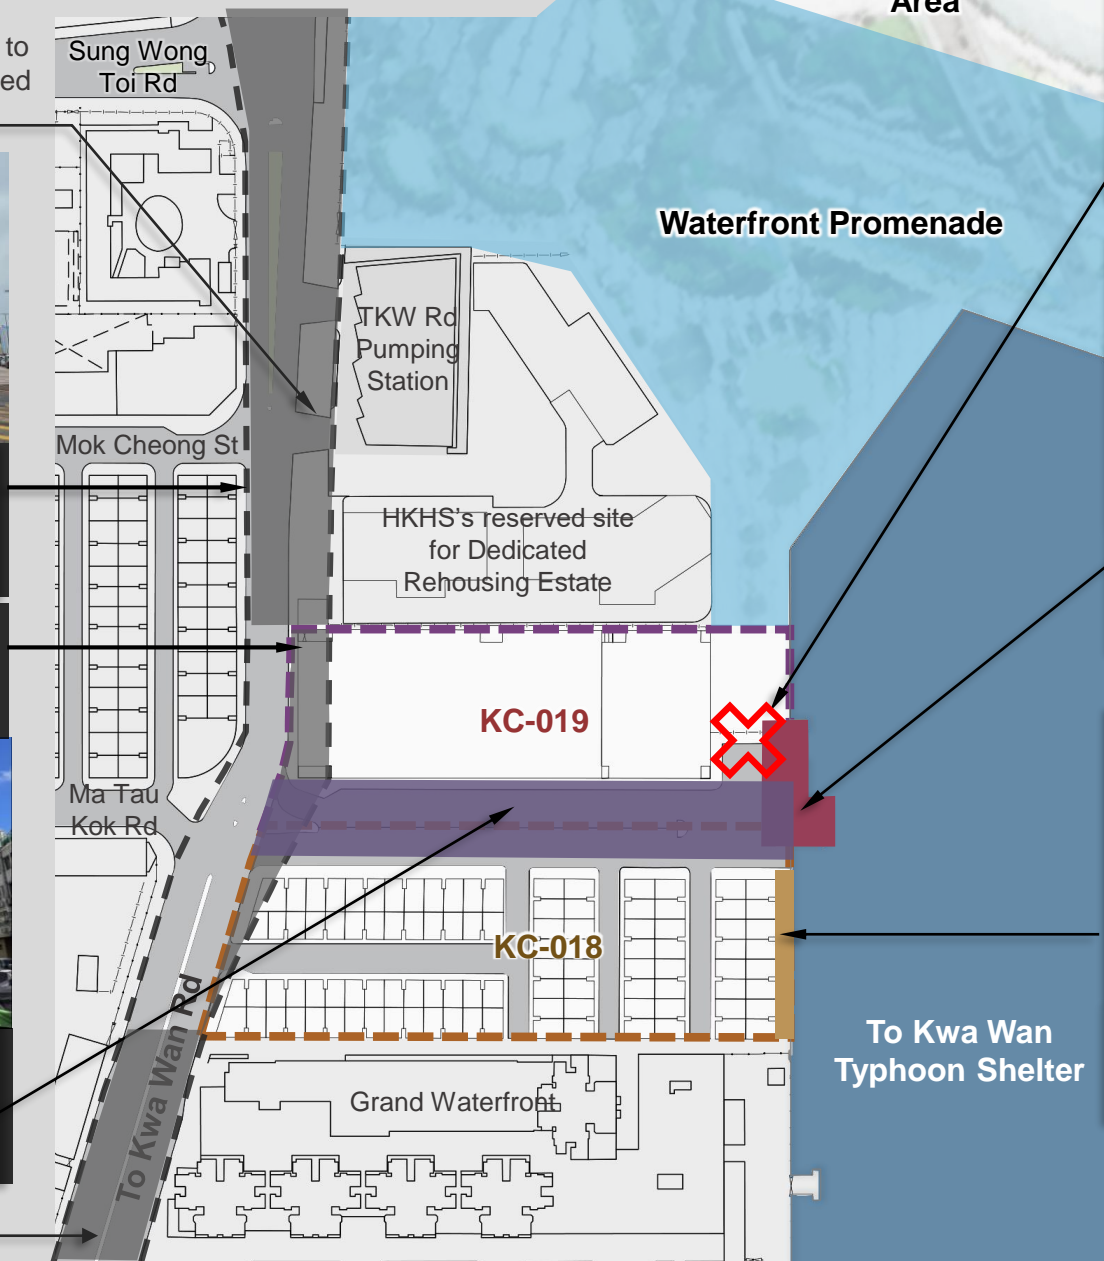 Area
to
ed
Sung Wong
Toi Rd
Waterfront Promenade
TKW Rd
Pumping
Station
Mok Cheong St
HKHS's reserved site
for Dedicated
Rehousing Estate
KC-019
Ma Tau
Kok Rd
KC-018
To Kwa Wan Rd
To Kwa Wan
Typhoon Shelter
Grand Waterfront